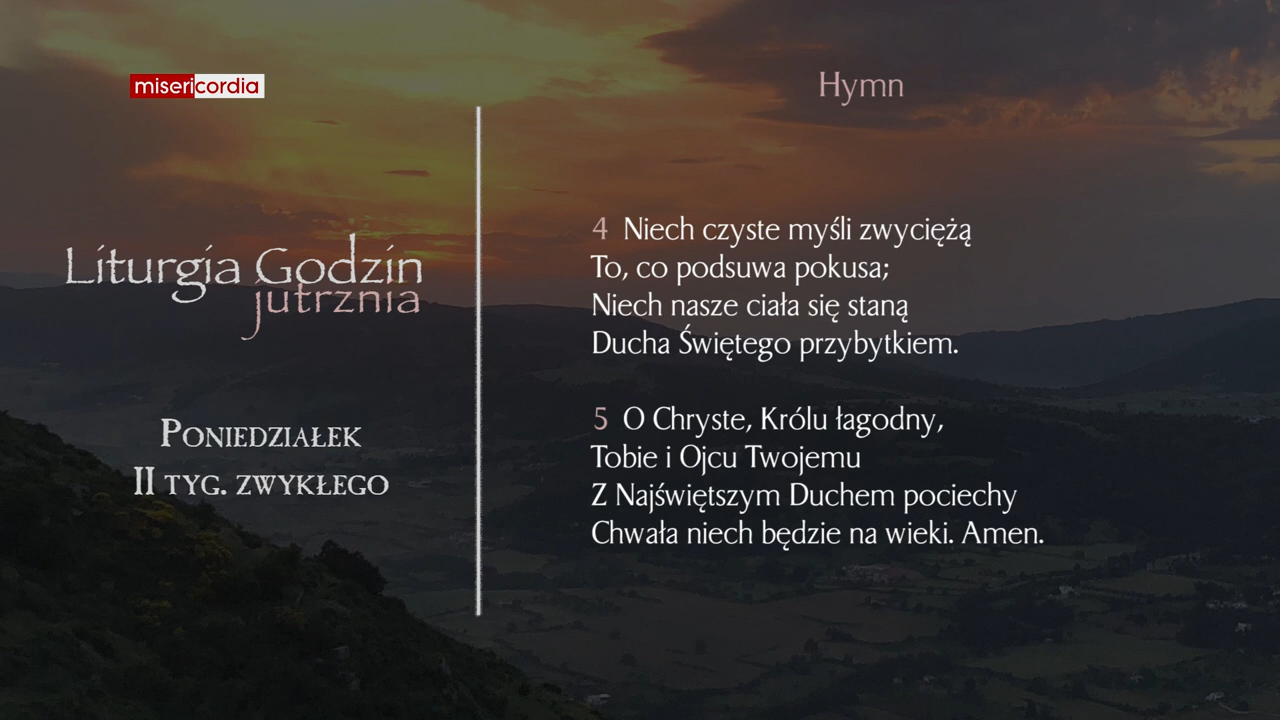 misericordia
Liturgia Godzin
jutrznia
Poniedziałek
II tyg. zwykłego
Hymn
4 Niech czyste myśli zwyciężą
To, co podsuwa pokusa;
Niech nasze ciała się staną
Ducha Świętego przybytkiem.
5 O Chryste, Królu łagodny,
Tobie i Ojcu Twojemu
Z Najświętszym Duchem pociechy
Chwała niech będzie na wieki. Amen.